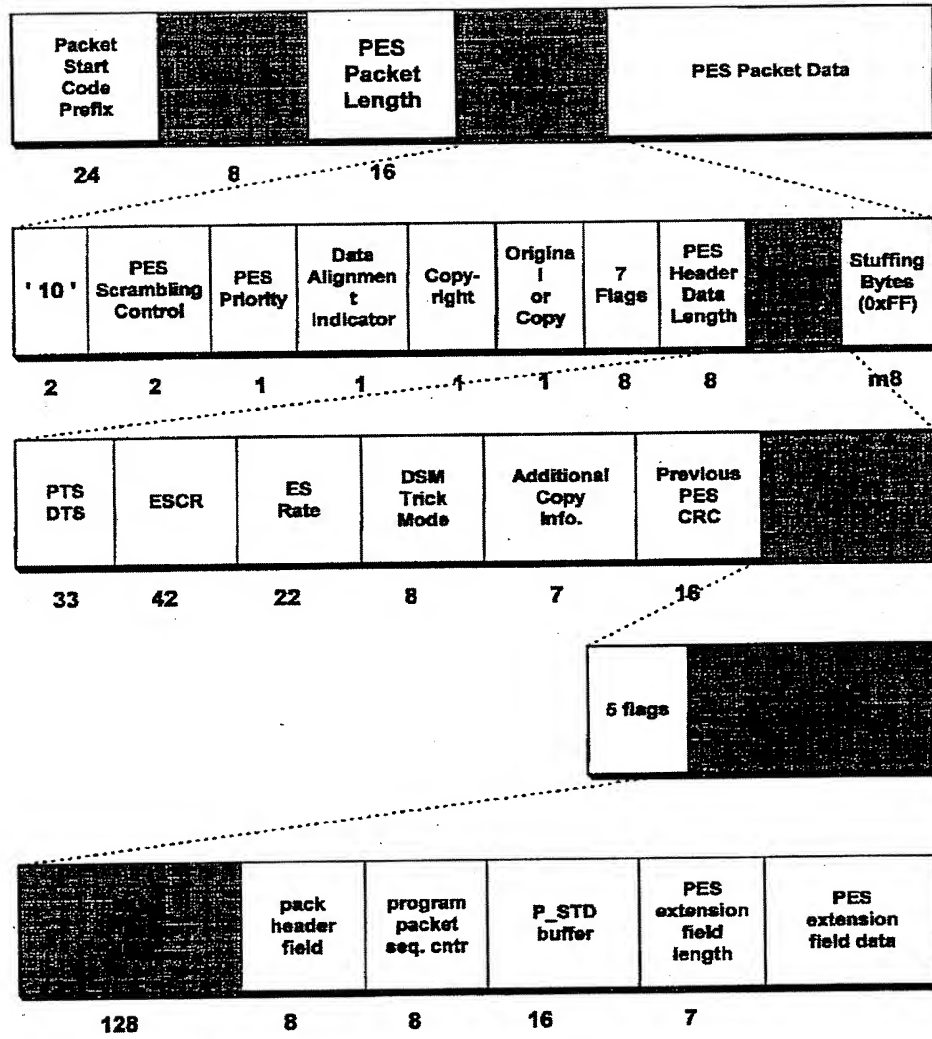 Packet
Start
Code
Prefix
PES
Packet
Length
PES Packet Data
24
8
16
' 10 '
PES
Scrambling
Control
PES
Priority
Data
Alignmen
t
Indicator
Copy-
right
Origina
l
or
Copy
7
Flags
PES
Header
Data
Length
Stuffing
Bytes
(0xFF)
2
2
1
1
1
1
8
8
m8
PTS
DTS
ESCR
ES
Rate
DSM
Trick
Mode
Additional
Copy
Info.
Previous
PES
CRC
33
42
22
8
7
16
5 flags
pack
header
field
program
packet
seq. cntr
P_STD
buffer
PES
extension
field
length
PES
extension
field data
128
8
8
16
7